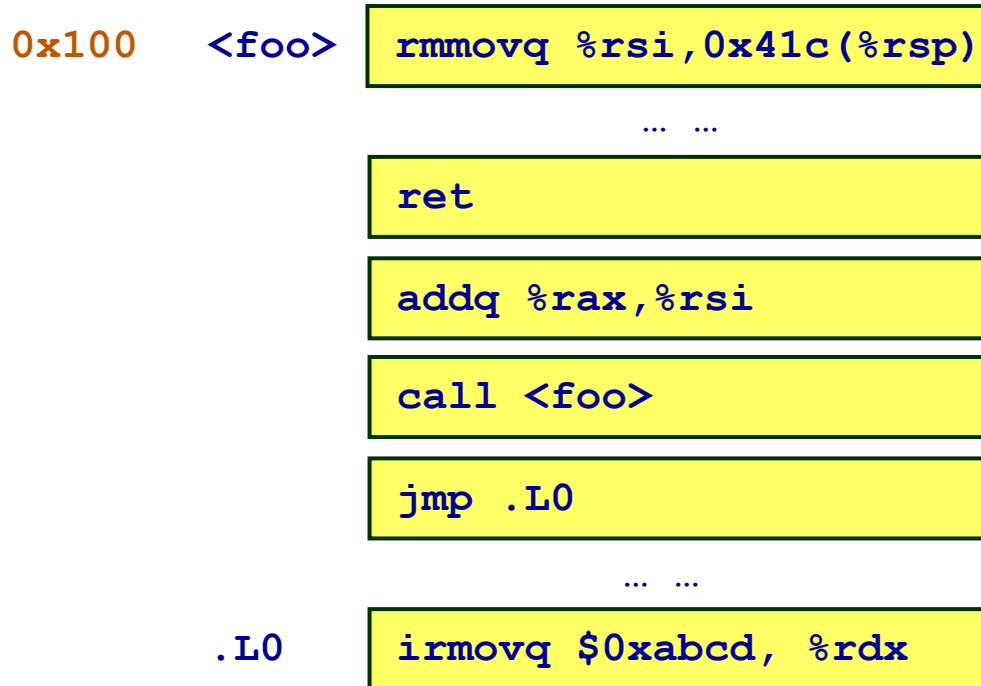 0x100 <foo> rmmovq %rsi,0x41c(%rsp)
… …
ret
addq %rax,%rsi
call <foo>
jmp .L0
… …
.L0 irmovq $0xabcd, %rdx